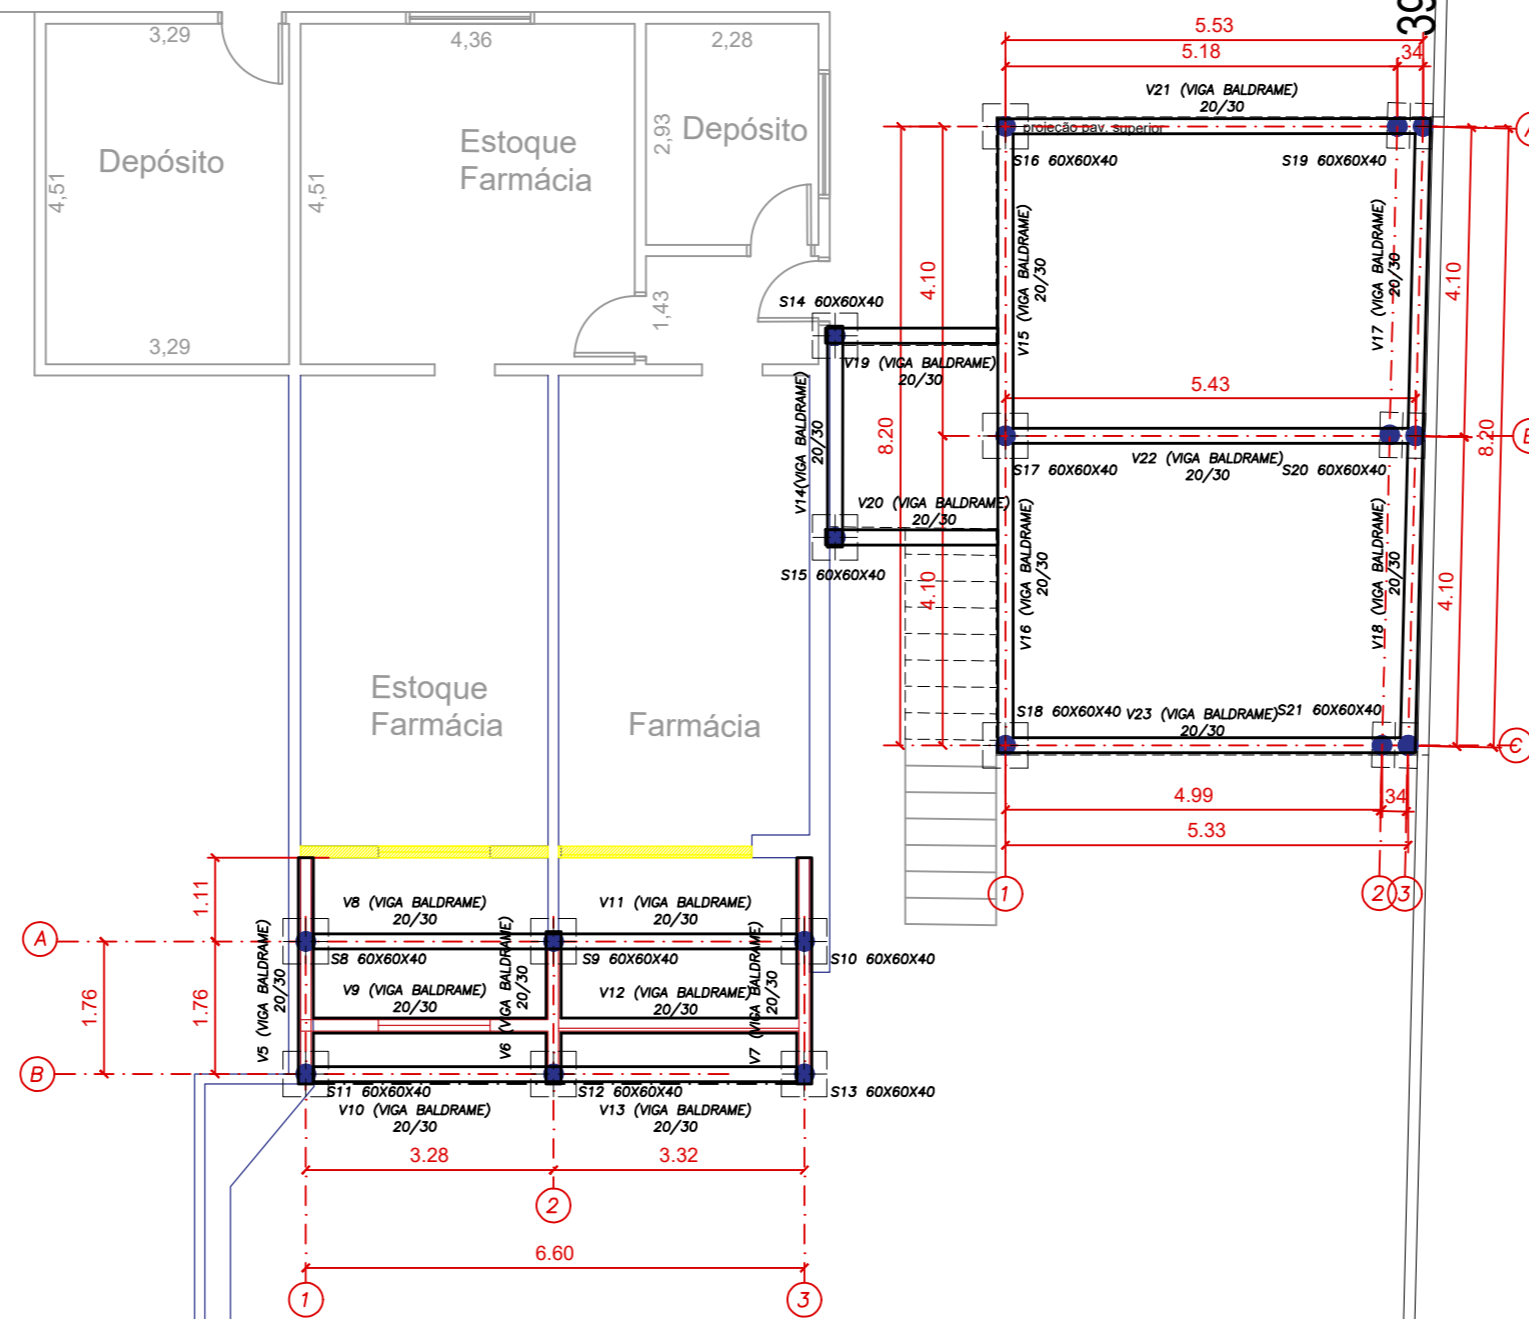 3,29
4,36
2,28
39
5.53
5.18
34
V21 (VIGA BALDRAME)
20/30
projeção pav. superior
A
S16 60X60X40
S19 60X60X40
Depósito
4,51
4,51
Estoque
Farmácia
2,93
Depósito
V15 (VIGA BALDRAME)
20/30
V17 (VIGA BALDRAME)
20/30
4.10
4.10
8.20
8.20
1,43
3,29
S14 60X60X40
V19 (VIGA BALDRAME)
20/30
V14(VIGA BALDRAME)
20/30
5.43
B
S17 60X60X40
V22 (VIGA BALDRAME)
20/30
S20 60X60X40
V20 (VIGA BALDRAME)
20/30
S15 60X60X40
4.10
V16 (VIGA BALDRAME)
20/30
V18 (VIGA BALDRAME)
20/30
4.10
Estoque
Farmácia
Farmácia
S18 60X60X40
V23 (VIGA BALDRAME)
20/30
S21 60X60X40
C
4.99
34
5.33
1
2
3
1.11
V8 (VIGA BALDRAME)
20/30
V11 (VIGA BALDRAME)
20/30
A
S8 60X60X40
S9 60X60X40
S10 60X60X40
V5 (VIGA BALDRAME)
20/30
V9 (VIGA BALDRAME)
20/30
V6 (VIGA BALDRAME)
20/30
V12 (VIGA BALDRAME)
20/30
V7 (VIGA BALDRAME)
20/30
1.76
1.76
B
S11 60X60X40
S12 60X60X40
S13 60X60X40
V10 (VIGA BALDRAME)
20/30
V13 (VIGA BALDRAME)
20/30
3.28
3.32
2
6.60
1
3